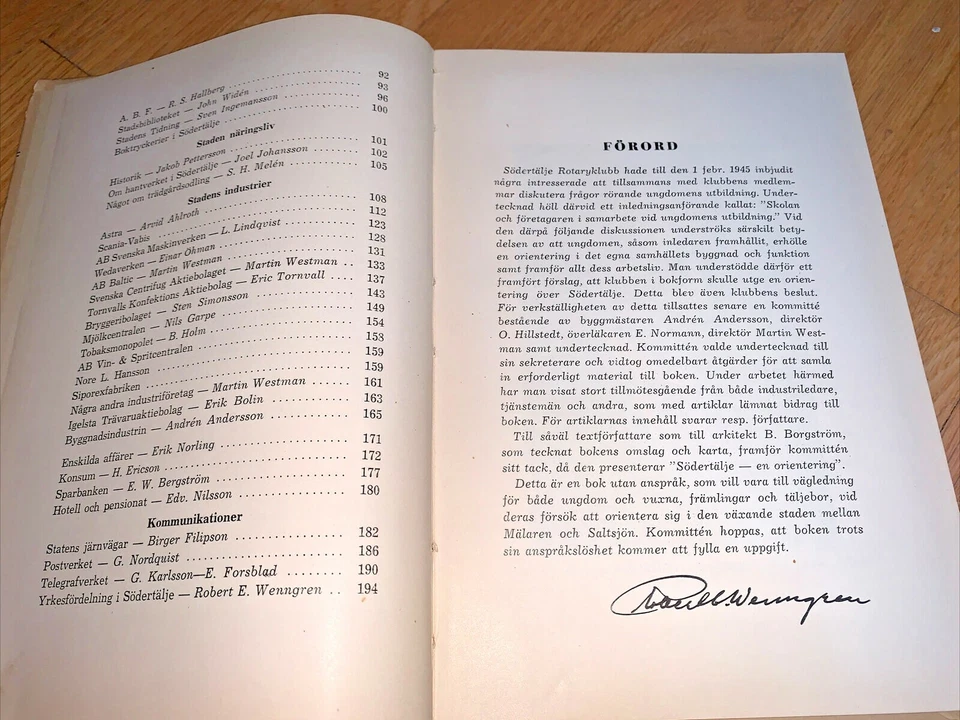 A. B. F. — R. S. Hallberg ........ 92
Stadsbiblioteket — John Widén ........ 93
Stadens Tidning — Sven Ingemansson ........ 96
Boktryckerier i Södertälje ........ 100
Staden näringsliv
Historik — Jakob Pettersson ........ 101
Om hantverket i Södertälje — Joel Johansson ........ 102
Något om trädgårdsodling — S. H. Melén ........ 105
Stadens industrier
Astra — Arvid Ahlroth ........ 108
Scania-Vabis ........ 112
AB Svenska Maskinverken — L. Lindqvist ........ 123
Wedaverken — Einar Öhman ........ 128
AB Baltic — Martin Westman ........ 131
Svenska Centrifug Aktiebolaget — Martin Westman .. 133
Tornvalls Konfektions Aktiebolag — Eric Tornvall .... 137
Bryggeribolaget — Sten Simonsson ........ 143
Mjölkcentralen — Nils Garpe ........ 149
Tobaksmonopolet — B. Holm ........ 154
AB Vin- & Spritcentralen ........ 158
Nore L. Hansson ........ 159
Siporexfabriken ........ 159
Några andra industriföretag — Martin Westman ...... 161
Igelsta Trävaruaktiebolag — Erik Bolin ........ 163
Byggnadsindustrin — Andrén Andersson ........ 165
Enskilda affärer — Erik Norling ........ 171
Konsum — H. Ericson ........ 172
Sparbanken — E. W. Bergström ........ 177
Hotell och pensionat — Edv. Nilsson ........ 180
Kommunikationer
Statens järnvägar — Birger Filipson ........ 182
Postverket — G. Nordquist ........ 186
Telegrafverket — G. Karlsson—E. Forsblad ........ 190
Yrkesfördelning i Södertälje — Robert E. Wenngren .. 194
FÖRORD
Södertälje Rotaryklubb hade till den 1 febr. 1945 inbjudit
några intresserade att tillsammans med klubbens medlem-
mar diskutera frågor rörande ungdomens utbildning. Under-
tecknad höll därvid ett inledningsanförande kallat: "Skolan
och företagaren i samarbete vid ungdomens utbildning." Vid
den därpå följande diskussionen underströks särskilt bety-
delsen av att ungdomen, såsom inledaren framhållit, erhölle
en orientering i det egna samhällets byggnad och funktion
samt framför allt dess arbetsliv. Man understödde därför ett
framfört förslag, att klubben i bokform skulle utge en orien-
tering över Södertälje. Detta blev även klubbens beslut.
För verkställigheten av detta tillsattes senare en kommitté
bestående av byggmästaren Andrén Andersson, direktör
O. Hillstedt, överläkaren E. Normann, direktör Martin West-
man samt undertecknad. Kommittén valde undertecknad till
sin sekreterare och vidtog omedelbart åtgärder för att samla
in erforderligt material till boken. Under arbetet härmed
har man visat stort tillmötesgående från både industriledare,
tjänstemän och andra, som med artiklar lämnat bidrag till
boken. För artiklarnas innehåll svarar resp. författare.
Till såväl textförfattare som till arkitekt B. Borgström,
som tecknat bokens omslag och karta, framför kommittén
sitt tack, då den presenterar "Södertälje — en orientering".
Detta är en bok utan anspråk, som vill vara till vägledning
för både ungdom och vuxna, främlingar och täljebor, vid
deras försök att orientera sig i den växande staden mellan
Mälaren och Saltsjön. Kommittén hoppas, att boken trots
sin anspråkslöshet kommer att fylla en uppgift.
Wenngren